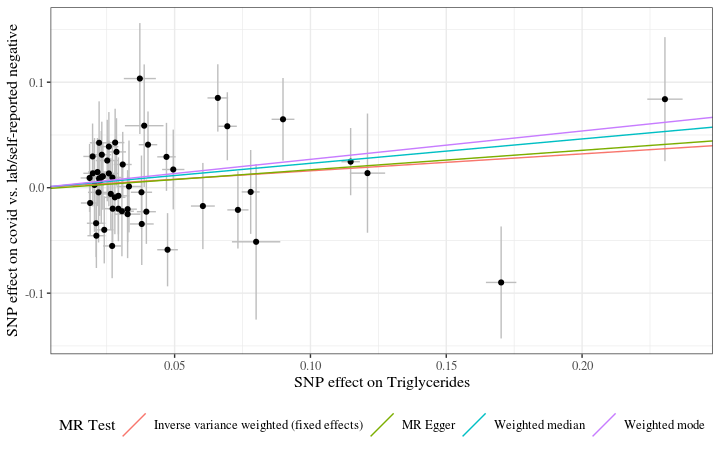 SNP effect on covid vs. lab/self-reported negative
0.1
0.0
-0.1
0.05
0.10
0.15
0.20
SNP effect on Triglycerides
MR Test
Inverse variance weighted (fixed effects)
MR Egger
Weighted median
Weighted mode